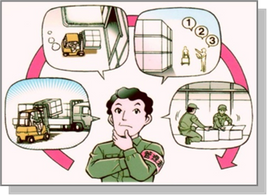 ① ② ③